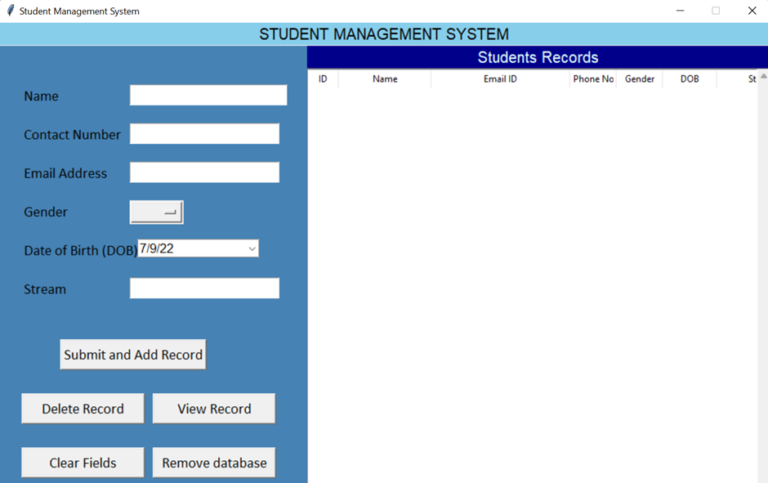 Student Management System
STUDENT MANAGEMENT SYSTEM
Students Records
ID Name Email ID Phone No Gender DOB St
Name
Contact Number
Email Address
Gender
Date of Birth (DOB) 7/9/22
Stream
Submit and Add Record
Delete Record View Record
Clear Fields Remove database